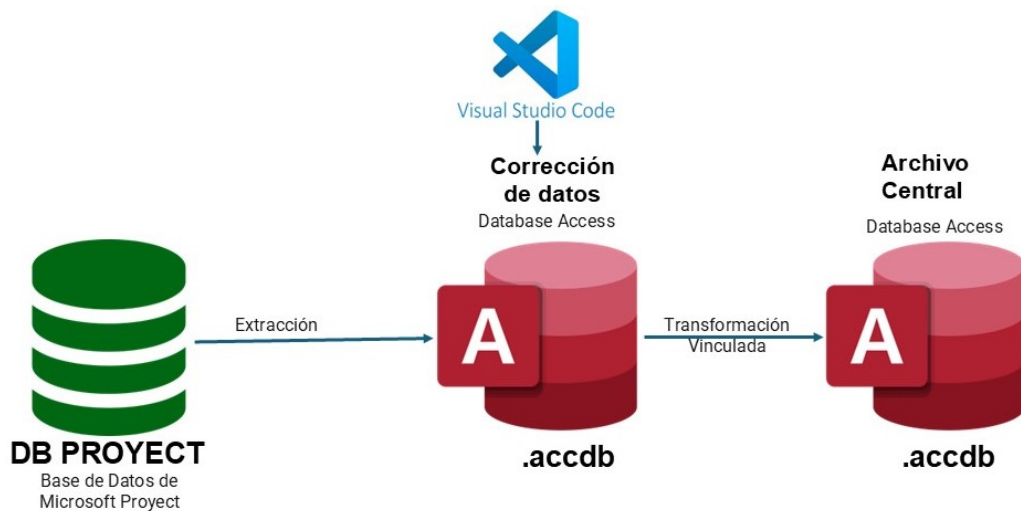 Visual Studio Code
Corrección
de datos
Database Access
Archivo
Central
Database Access
Extracción
A
Transformación
Vinculada
A
DB PROYECT
Base de Datos de
Microsoft Proyect
.accdb
.accdb